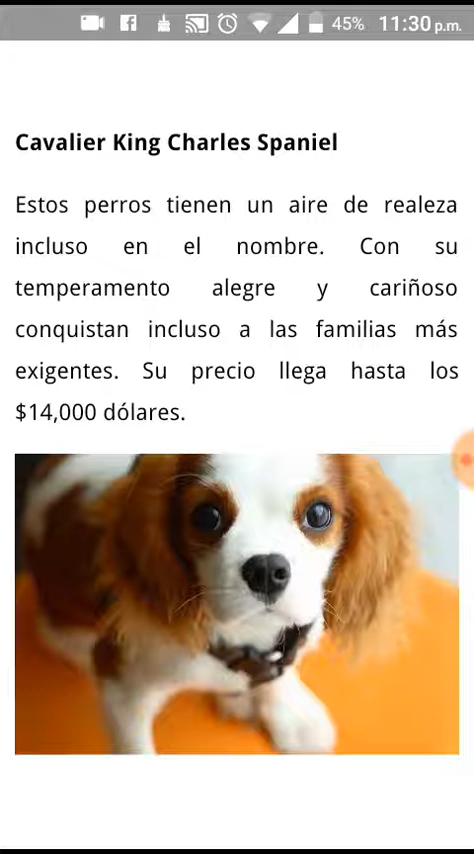 45% 11:30 p.m.
Cavalier King Charles Spaniel
Estos perros tienen un aire de realeza
incluso en el nombre. Con su
temperamento alegre y cariñoso
conquistan incluso a las familias más
exigentes. Su precio llega hasta los
$14,000 dólares.